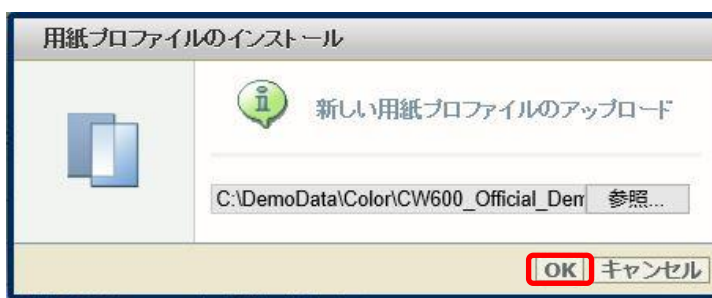 用紙プロファイルのインストール
新しい用紙プロファイルのアップロード
C:\DemoData\Color\CW600_Official_Dem 参照...
OK キャンセル